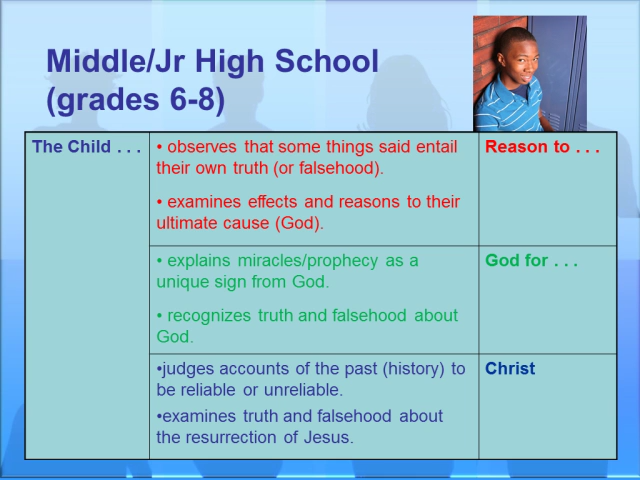 Middle/Jr High School
(grades 6-8)
The Child . . .
• observes that some things said entail
their own truth (or falsehood).
• examines effects and reasons to their
ultimate cause (God).
Reason to . . .
• explains miracles/prophecy as a
unique sign from God.
• recognizes truth and falsehood about
God.
God for . . .
•judges accounts of the past (history) to
be reliable or unreliable.
•examines truth and falsehood about
the resurrection of Jesus.
Christ